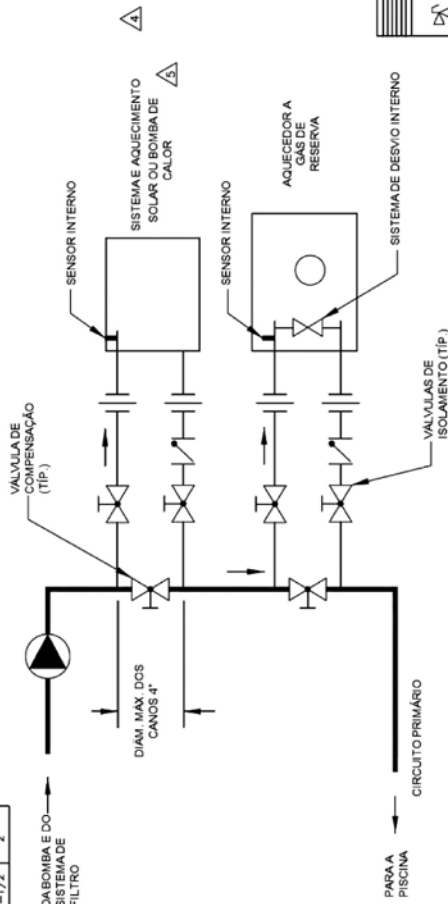 -1/2
2
DA BOMBA E DO
SISTEMA DE
FILTRO
VÁLVULA DE
COMPENSAÇÃO
(TÍP.)
SENSOR INTERNO
SISTEMA E AQUECIMENTO
SOLAR OU BOMBA DE
CALOR
4
5
DIÂM. MÁX. DOS
CANOS 4"
SENSOR INTERNO
AQUECEDOR A
GÁS DE
RESERVA
SISTEMA DE DESVIO INTERNO
VÁLVULAS DE
ISOLAMENTO (TÍP.)
CIRCUITO PRIMÁRIO
PARA A
PISCINA